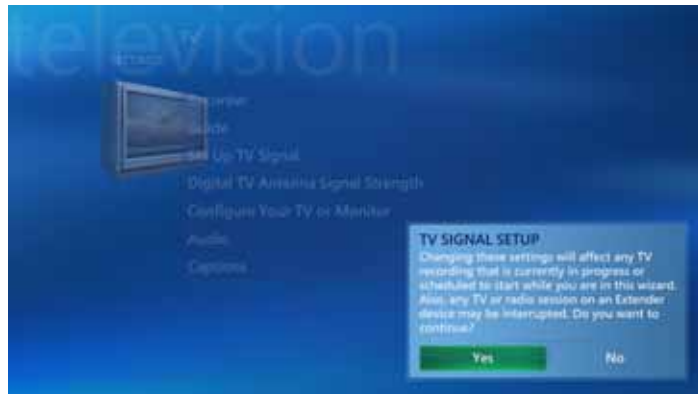 television
TV
SETTINGS
Recorder
Guide
Set Up TV Signal
Digital TV Antenna Signal Strength
Configure Your TV or Monitor
Audio
Captions
TV SIGNAL SETUP
Changing these settings will affect any TV
recording that is currently in progress or
scheduled to start while you are in this wizard.
Also, any TV or radio session on an Extender
device may be interrupted. Do you want to
continue?
Yes
No